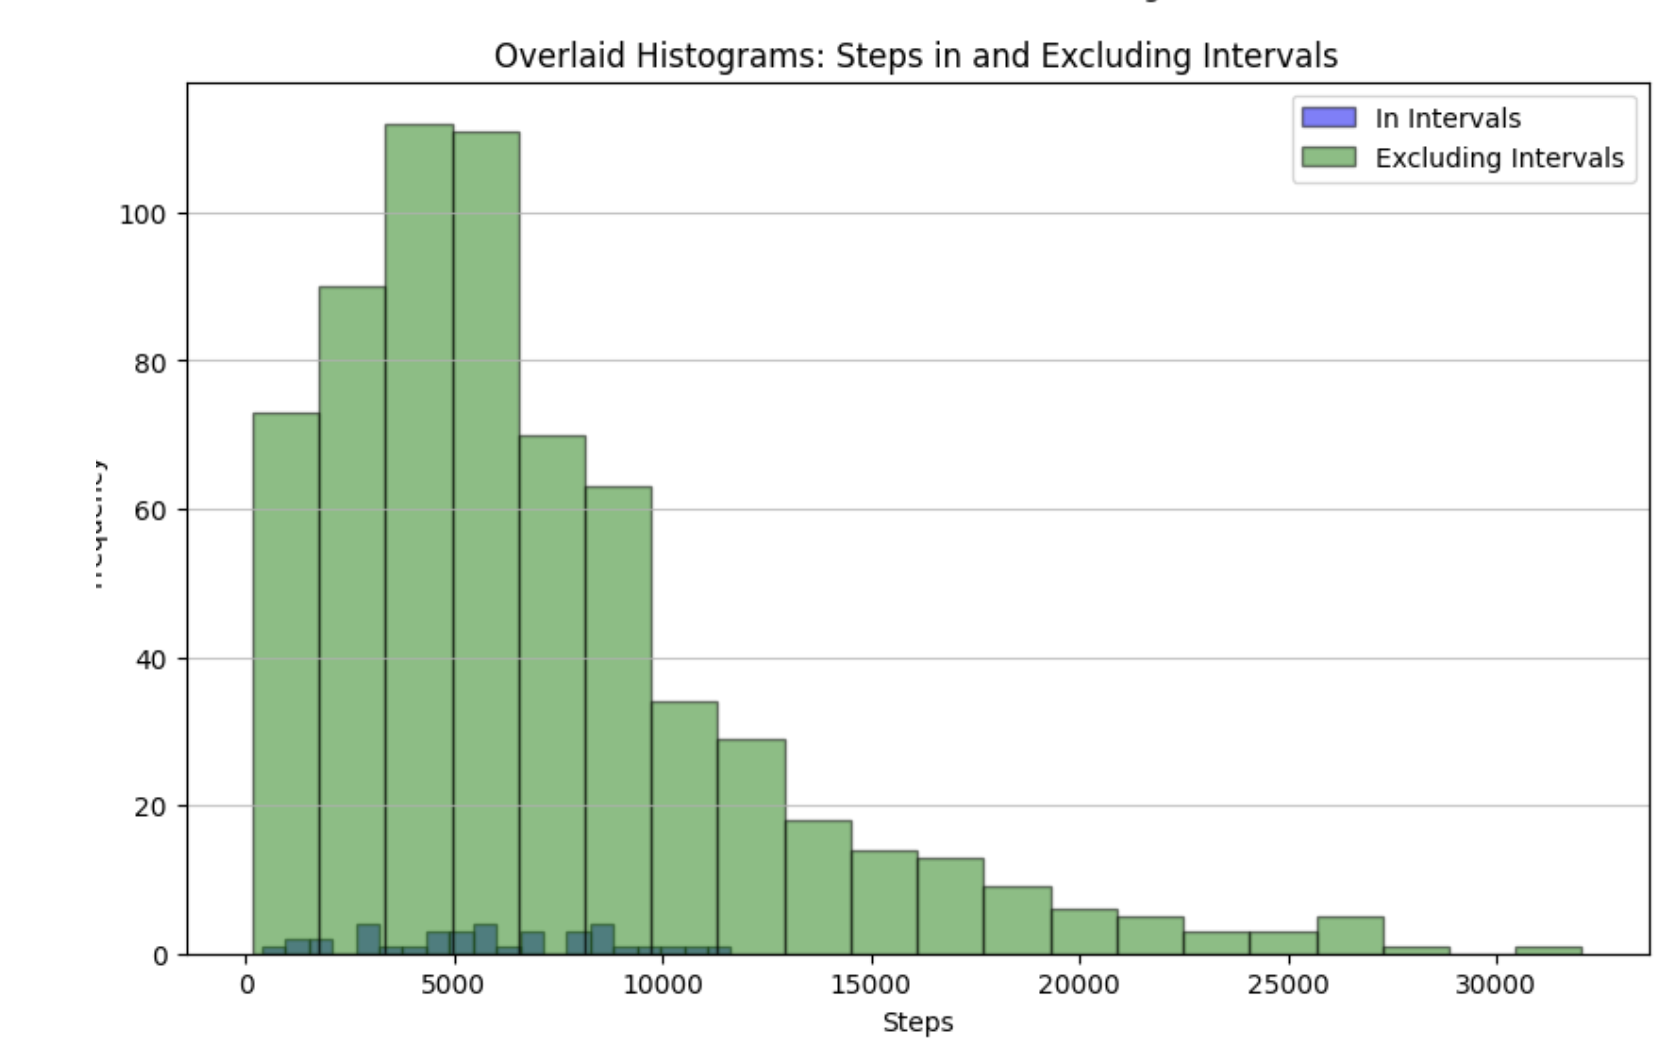 Overlaid Histograms: Steps in and Excluding Intervals
In Intervals
Excluding Intervals
100
80
60
40
20
0
0 5000 10000 15000 20000 25000 30000
Steps